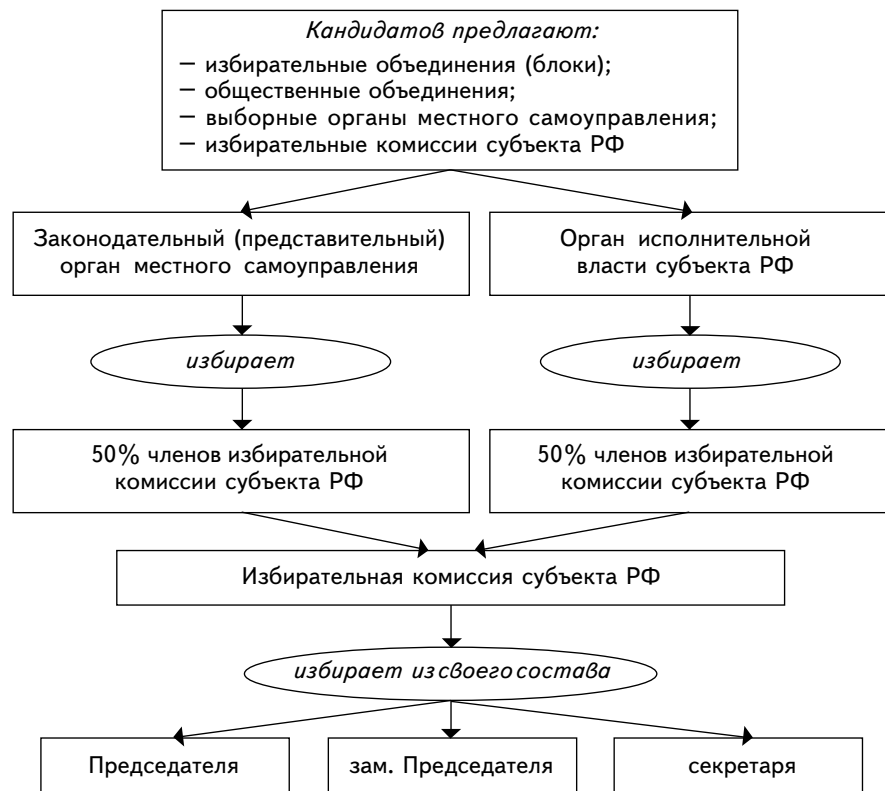 Кандидатов предлагают:
– избирательные объединения (блоки);
– общественные объединения;
– выборные органы местного самоуправления;
– избирательные комиссии субъекта РФ
Законодательный (представительный)
орган местного самоуправления
Орган исполнительной
власти субъекта РФ
избирает
избирает
50% членов избирательной
комиссии субъекта РФ
50% членов избирательной
комиссии субъекта РФ
Избирательная комиссия субъекта РФ
избирает из своего состава
Председателя
зам. Председателя
секретаря